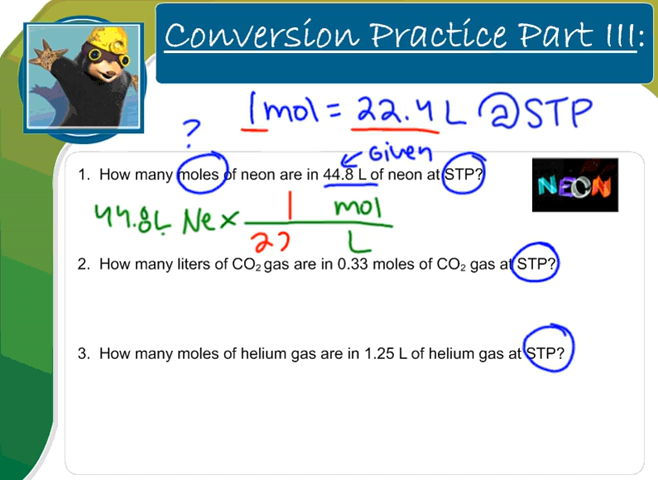 Conversion Practice Part III:
1mol = 22.4 L @ STP
?
Given
1. How many moles of neon are in 44.8 L of neon at STP?
NEON
44.8L Ne x 1 mol
22 L
2. How many liters of CO₂ gas are in 0.33 moles of CO₂ gas at STP?
3. How many moles of helium gas are in 1.25 L of helium gas at STP?